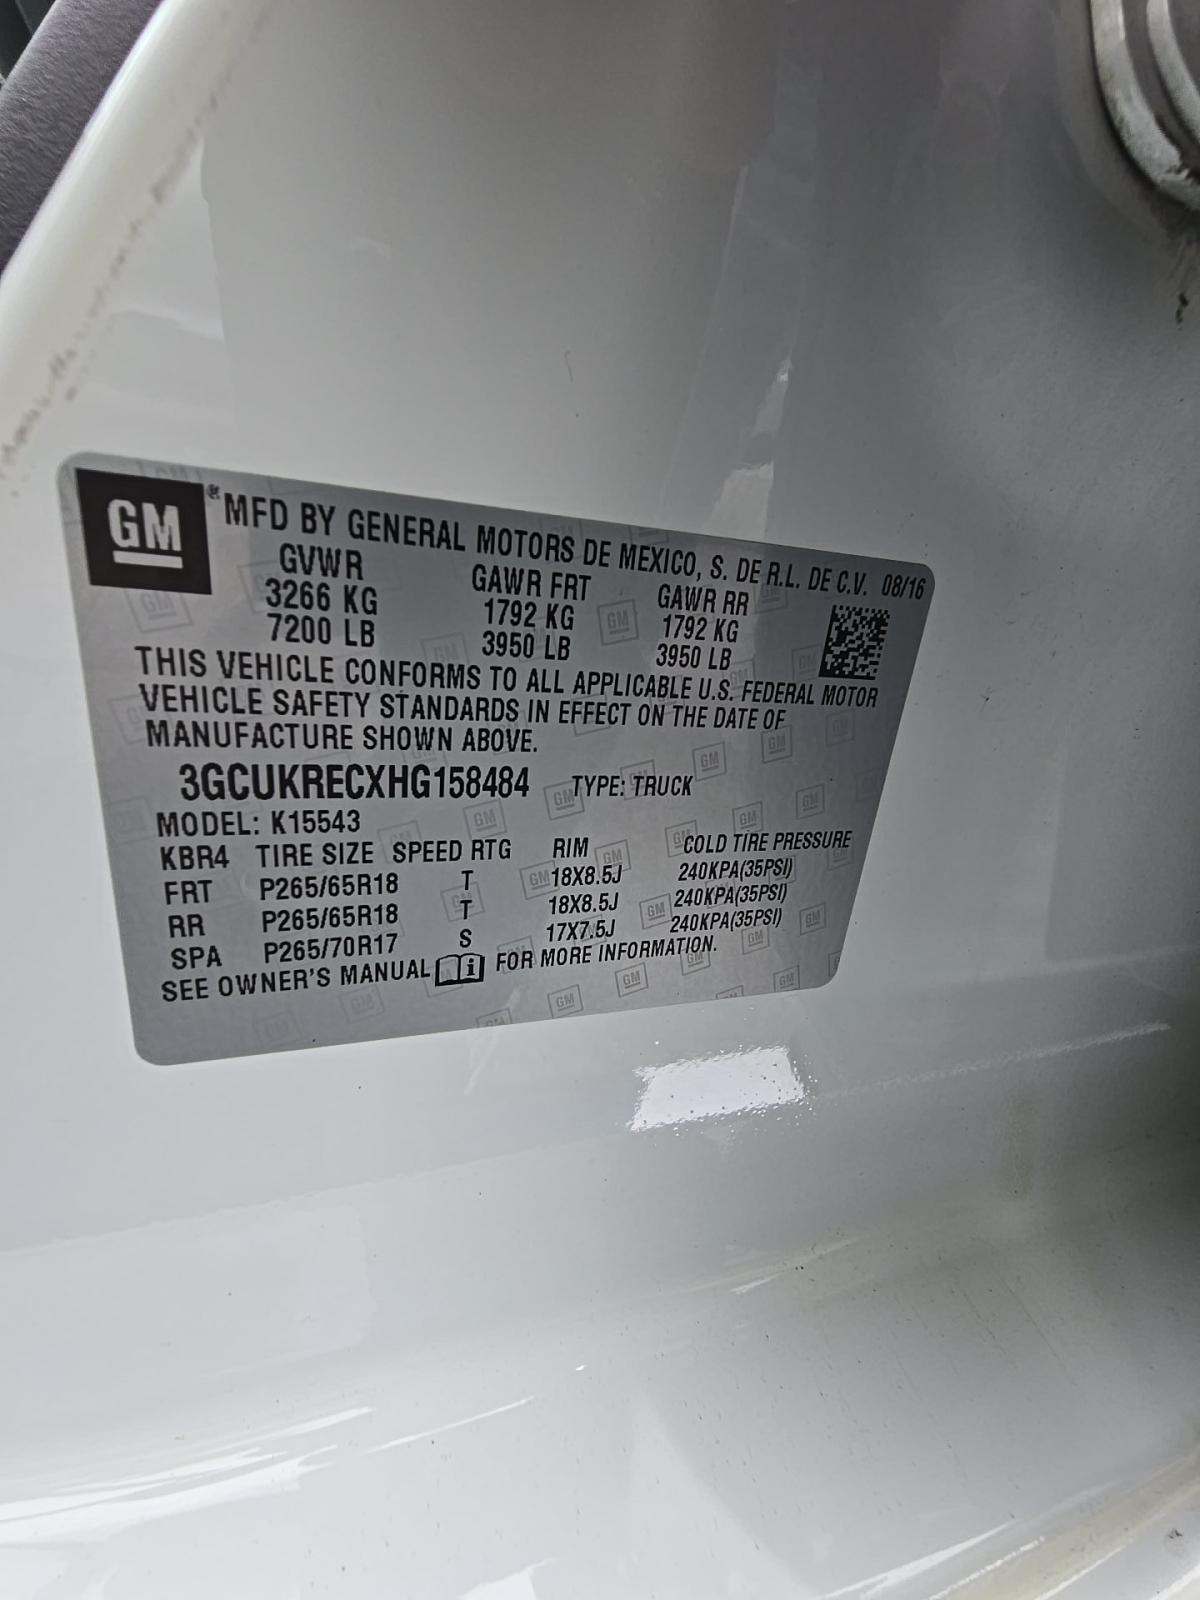 GM ® MFD BY GENERAL MOTORS DE MEXICO, S. DE R.L. DE C.V. 08/16
GVWR GAWR FRT GAWR RR
3266 KG 1792 KG 1792 KG
7200 LB 3950 LB 3950 LB
THIS VEHICLE CONFORMS TO ALL APPLICABLE U.S. FEDERAL MOTOR
VEHICLE SAFETY STANDARDS IN EFFECT ON THE DATE OF
MANUFACTURE SHOWN ABOVE.
3GCUKRECXHG158484 TYPE: TRUCK
MODEL: K15543
KBR4 TIRE SIZE SPEED RTG RIM COLD TIRE PRESSURE
FRT P265/65R18 T 18X8.5J 240KPA(35PSI)
RR P265/65R18 T 18X8.5J 240KPA(35PSI)
SPA P265/70R17 S 17X7.5J 240KPA(35PSI)
SEE OWNER'S MANUAL i FOR MORE INFORMATION.